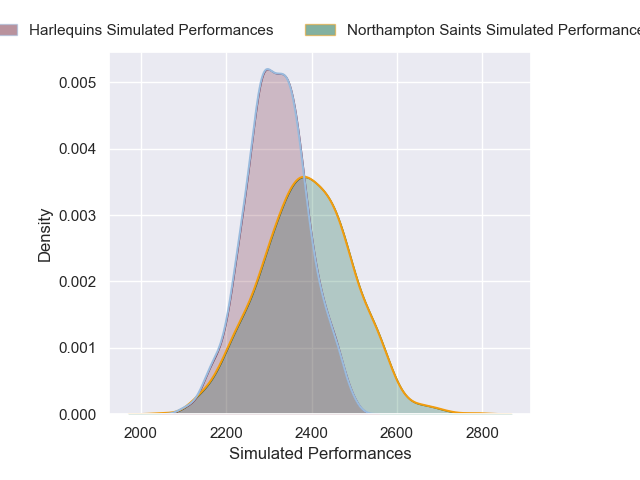 Harlequins Simulated Performances Northampton Saints Simulated Performance
0.005
0.004
0.003
0.002
0.001
0.000
Density
2000 2200 2400 2600 2800
Simulated Performances